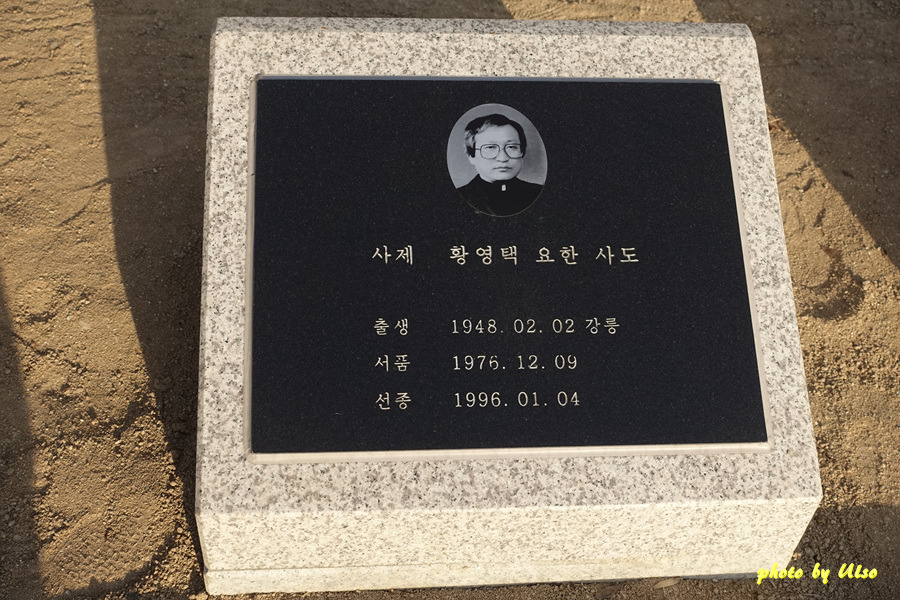 사제 황영택 요한 사도
출생 1948. 02. 02 강릉
서품 1976. 12. 09
선종 1996. 01. 04
photo by Ulso